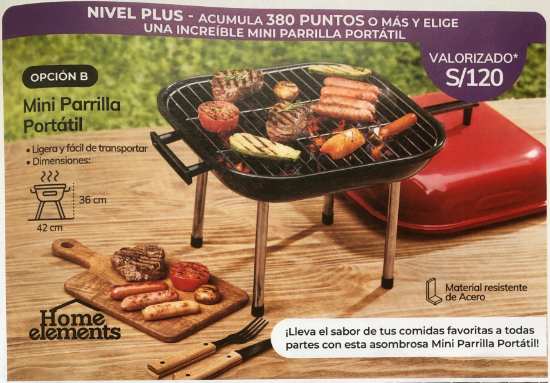 NIVEL PLUS - ACUMULA 380 PUNTOS O MÁS Y ELIGE
UNA INCREÍBLE MINI PARRILLA PORTÁTIL
VALORIZADO*
S/120
OPCIÓN B
Mini Parrilla
Portátil
• Ligera y fácil de transportar
• Dimensiones:
36 cm
42 cm
Material resistente
de Acero
Home
elements
¡Lleva el sabor de tus comidas favoritas a todas
partes con esta asombrosa Mini Parrilla Portátil!